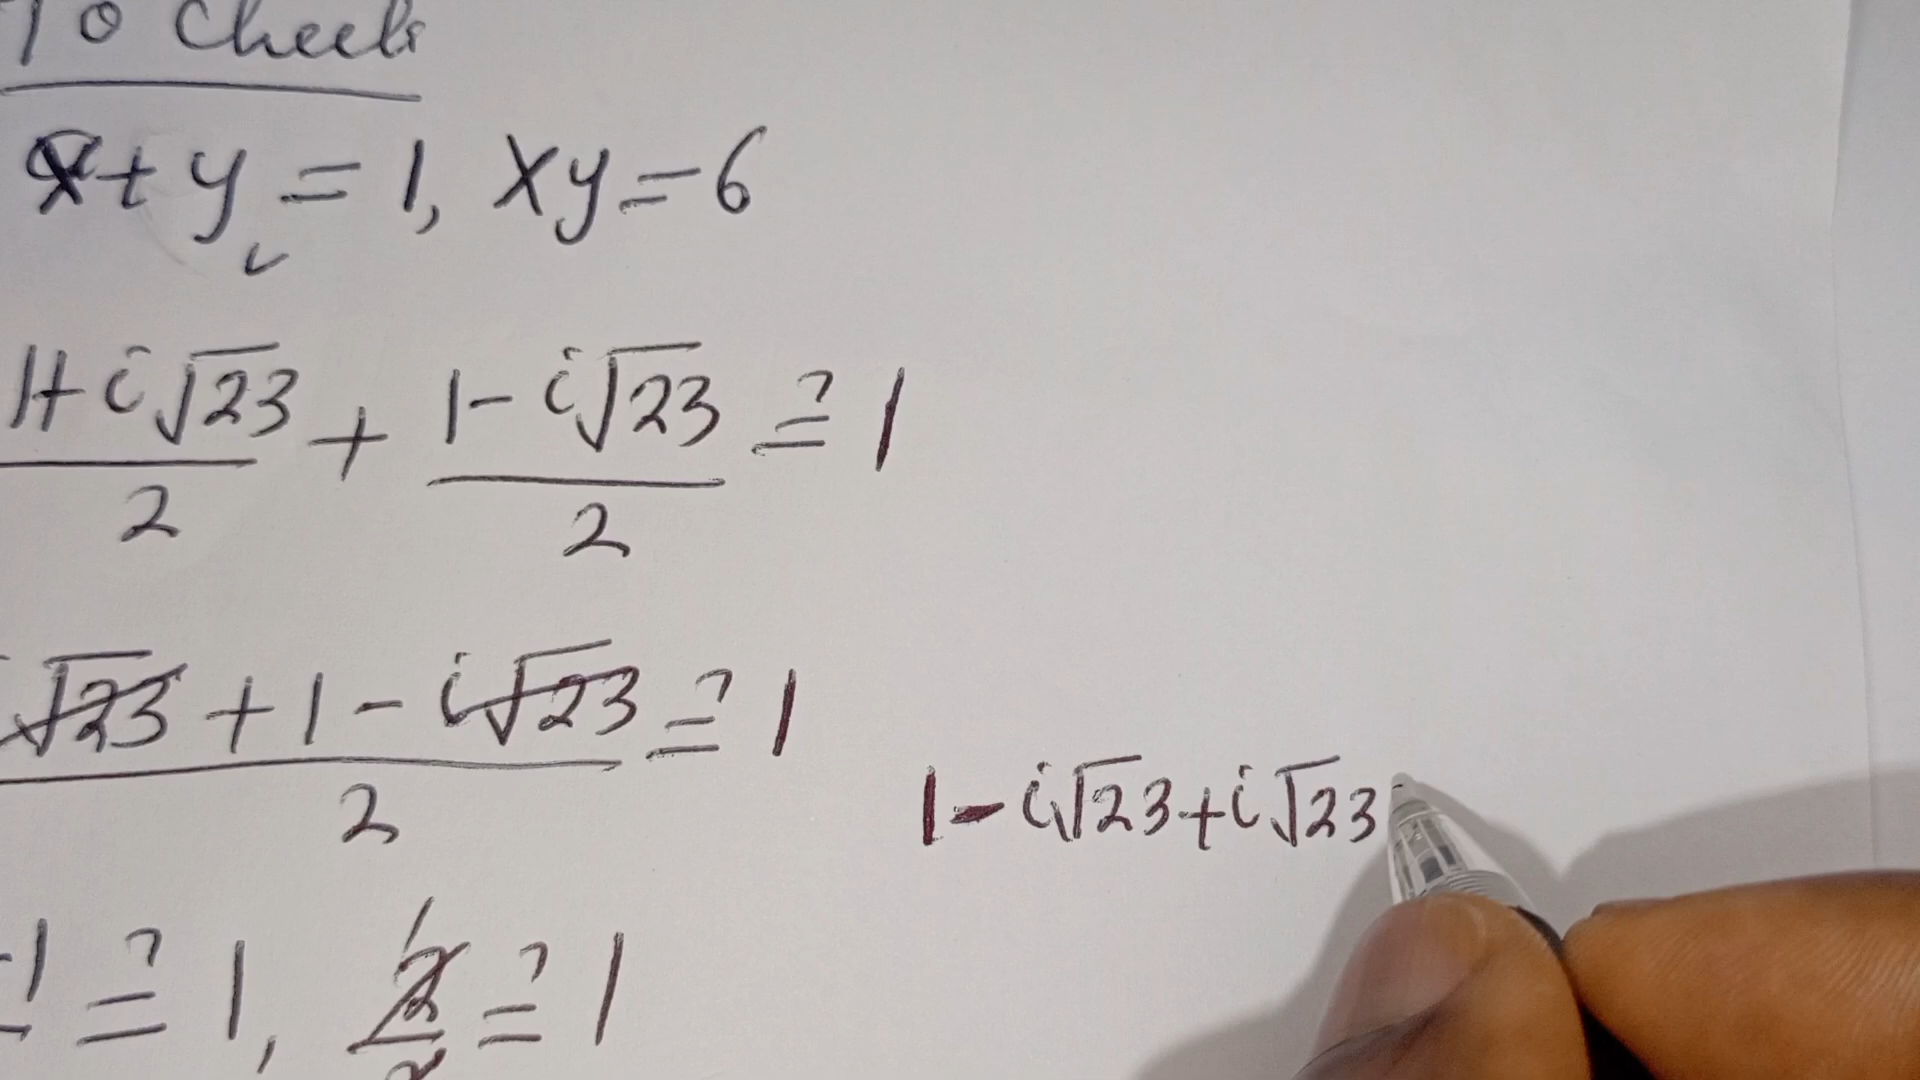 To Check
x + y = 1, xy = 6
1 + i√23 / 2 + 1 - i√23 / 2 ≟ 1
√23 + 1 - i√23 / 2 ≟ 1
1 - i√23 + i√23
1 ≟ 1, 2/2 ≟ 1